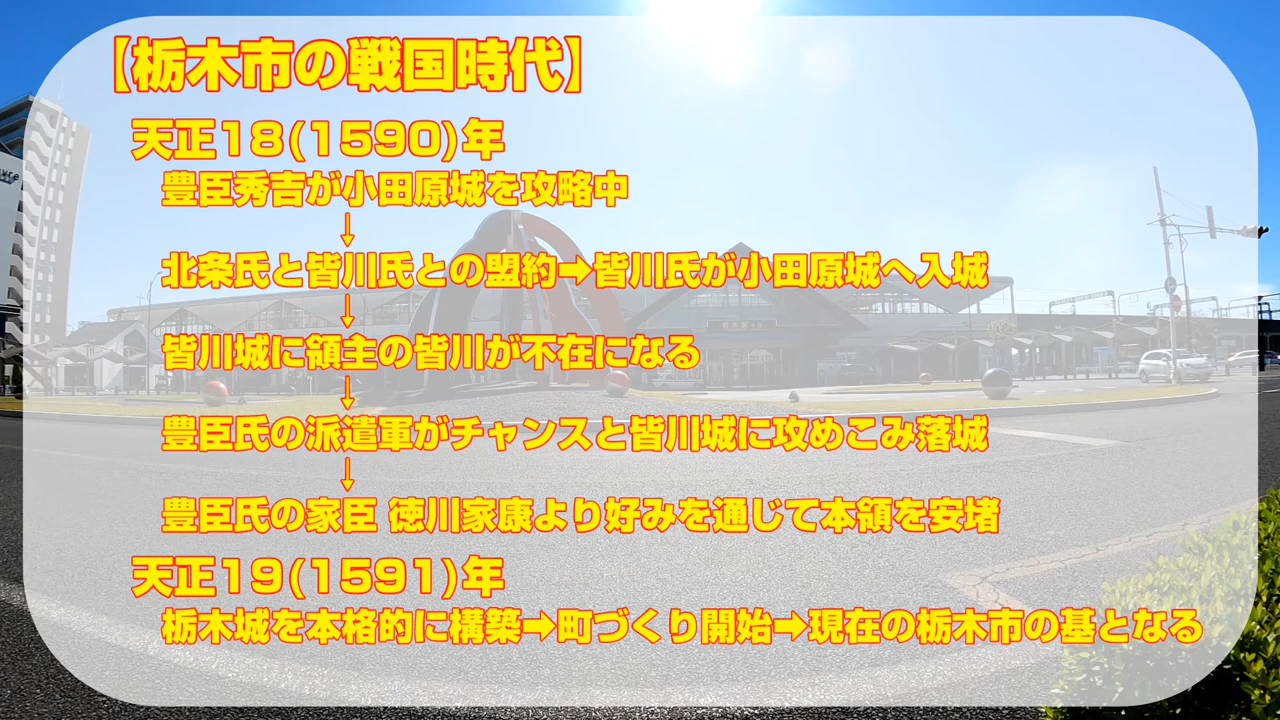 【栃木市の戦国時代】
天正18(1590)年
豊臣秀吉が小田原城を攻略中
↓
北条氏と皆川氏との盟約➡皆川氏が小田原城へ入城
↓
皆川城に領主の皆川が不在になる
↓
豊臣氏の派遣軍がチャンスと皆川城に攻めこみ落城
↓
豊臣氏の家臣 徳川家康より好みを通じて本領を安堵
天正19(1591)年
栃木城を本格的に構築➡町づくり開始➡現在の栃木市の基となる